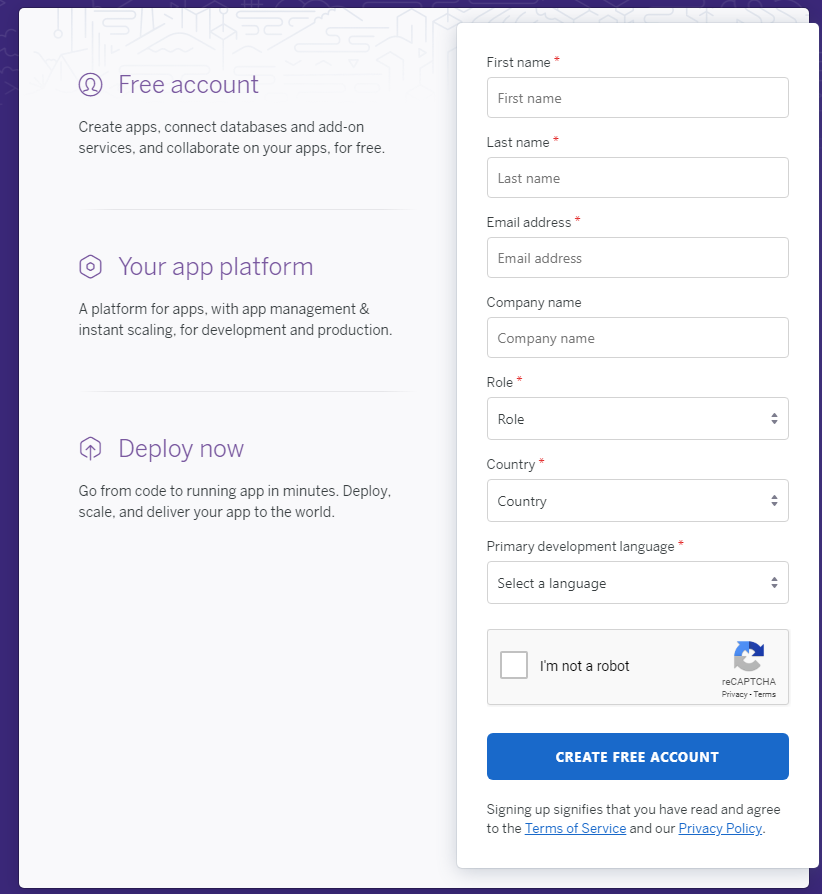 Free account
Create apps, connect databases and add-on
services, and collaborate on your apps, for free.
Your app platform
A platform for apps, with app management &
instant scaling, for development and production.
Deploy now
Go from code to running app in minutes. Deploy,
scale, and deliver your app to the world.
First name *
First name
Last name *
Last name
Email address *
Email address
Company name
Company name
Role *
Role
Country *
Country
Primary development language *
Select a language
I'm not a robot
reCAPTCHA
Privacy - Terms
CREATE FREE ACCOUNT
Signing up signifies that you have read and agree
to the Terms of Service and our Privacy Policy.